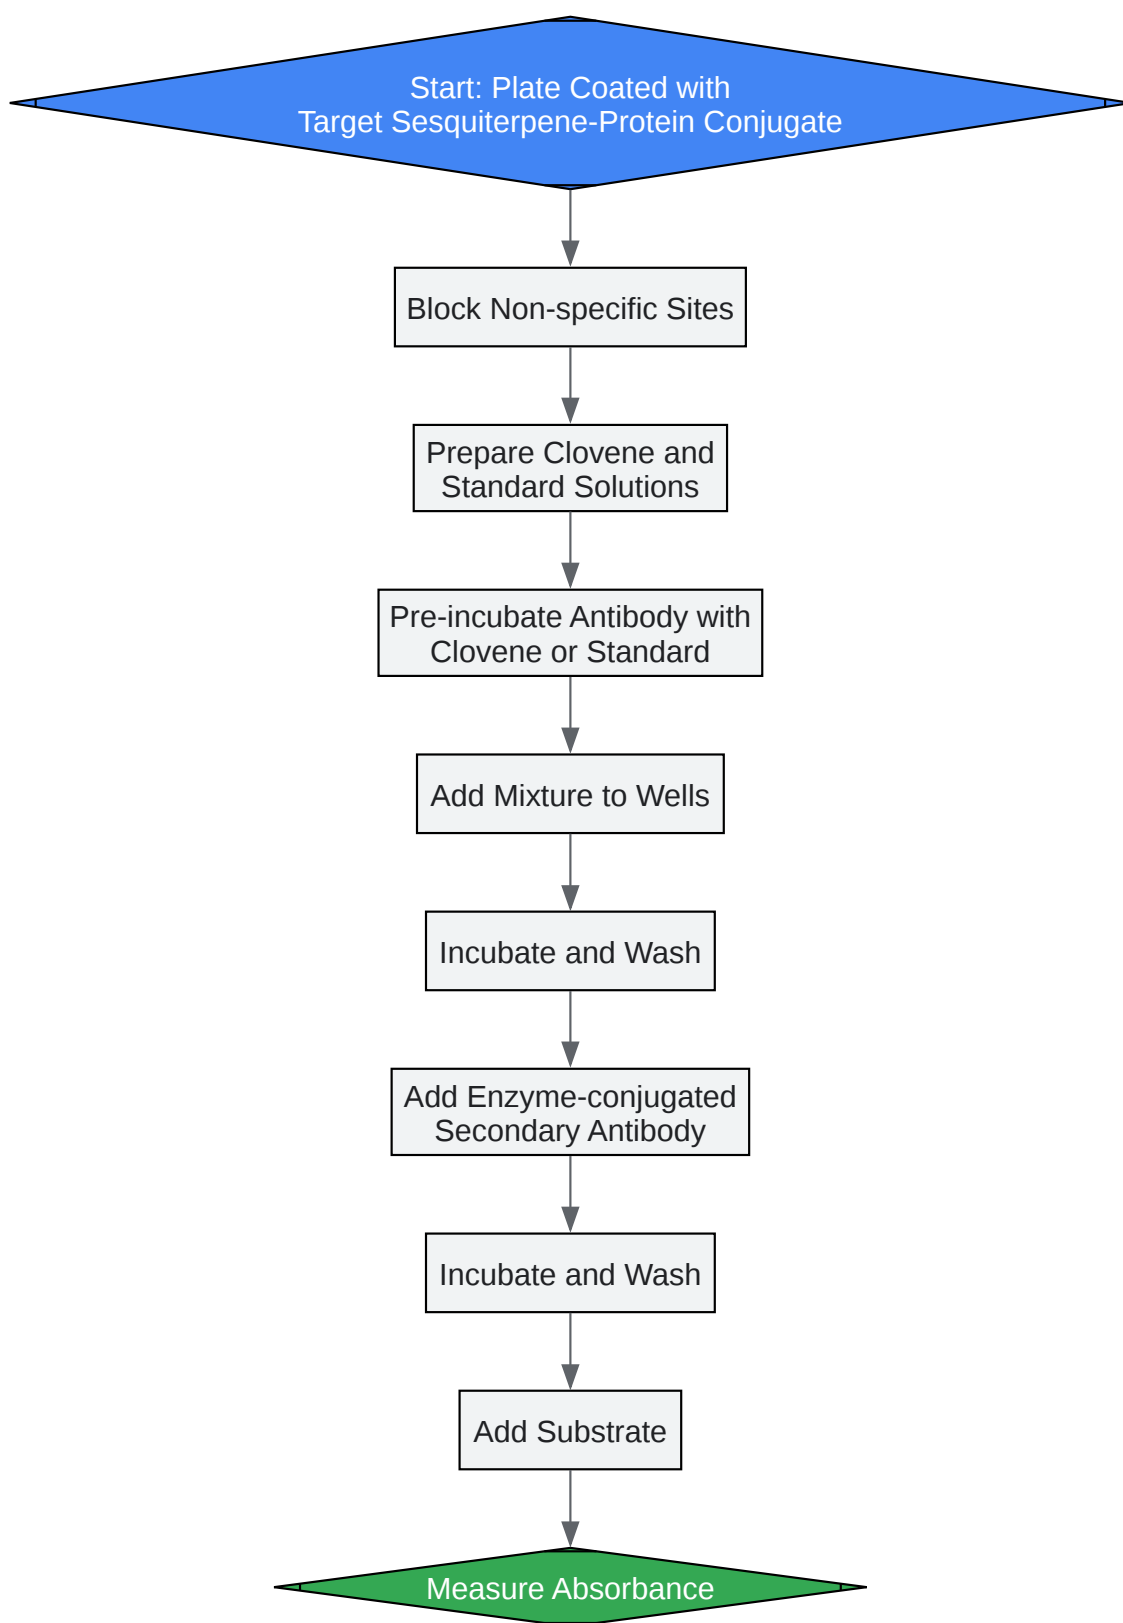 Start: Plate Coated with
Target Sesquiterpene-Protein Conjugate
Block Non-specific Sites
Prepare Clovene and
Standard Solutions
Pre-incubate Antibody with
Clovene or Standard
Add Mixture to Wells
Incubate and Wash
Add Enzyme-conjugated
Secondary Antibody
Incubate and Wash
Add Substrate
Measure Absorbance